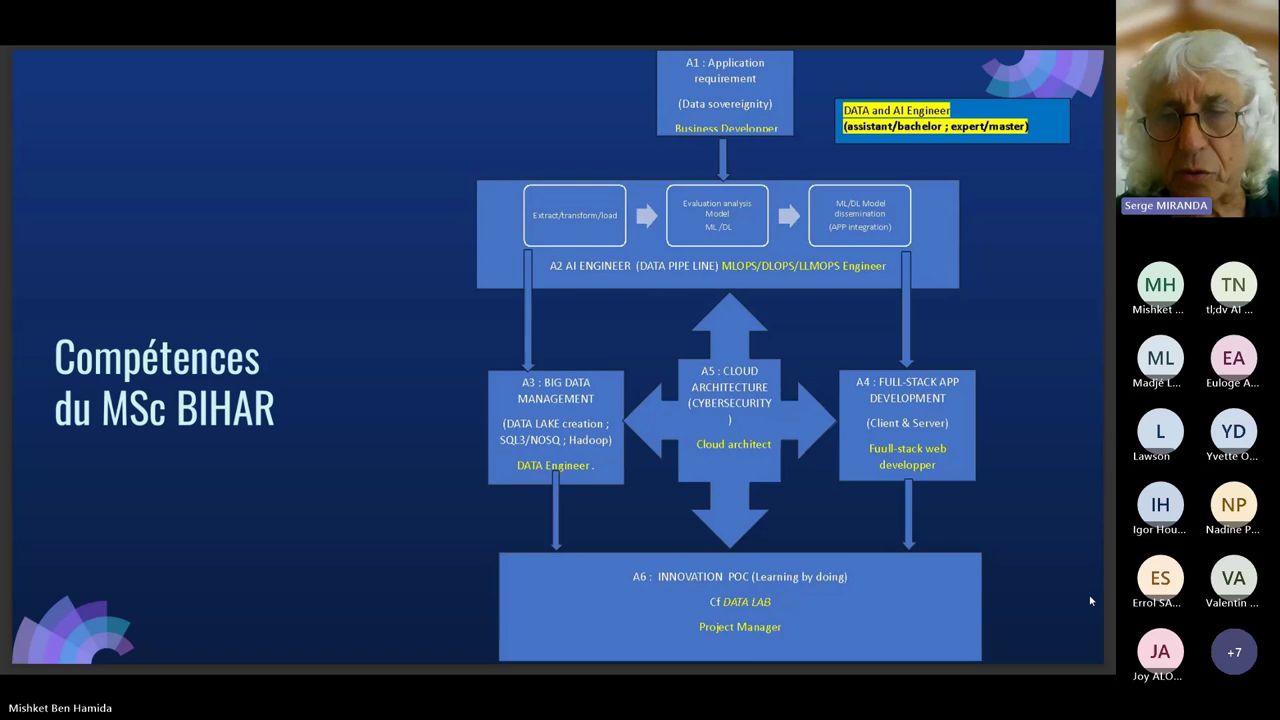 A1 : Application
requirement
(Data sovereignity)
Business Developper
DATA and AI Engineer
(assistant/bachelor ; expert/master)
Extract/transform/load
Evaluation analysis
Model
ML /DL
ML/DL Model
dissemination
(APP integration)
A2 AI ENGINEER (DATA PIPE LINE) MLOPS/DLOPS/LLMOPS Engineer
Compétences
du MSc BIHAR
A3 : BIG DATA
MANAGEMENT
(DATA LAKE creation ;
SQL3/NOSQ ; Hadoop)
DATA Engineer .
A5 : CLOUD
ARCHITECTURE
(CYBERSECURITY
)
Cloud architect
A4 : FULL-STACK APP
DEVELOPMENT
(Client & Server)
Fuull-stack web
developper
A6 : INNOVATION POC (Learning by doing)
Cf DATA LAB
Project Manager
Serge MIRANDA
MH
Mishket ...
TN
tl;dv AI ...
ML
Madjé L...
EA
Euloge A...
L
Lawson
YD
Yvette O...
IH
Igor Hou...
NP
Nadine P...
ES
Errol SA...
VA
Valentin ...
JA
Joy ALO...
+7
Mishket Ben Hamida